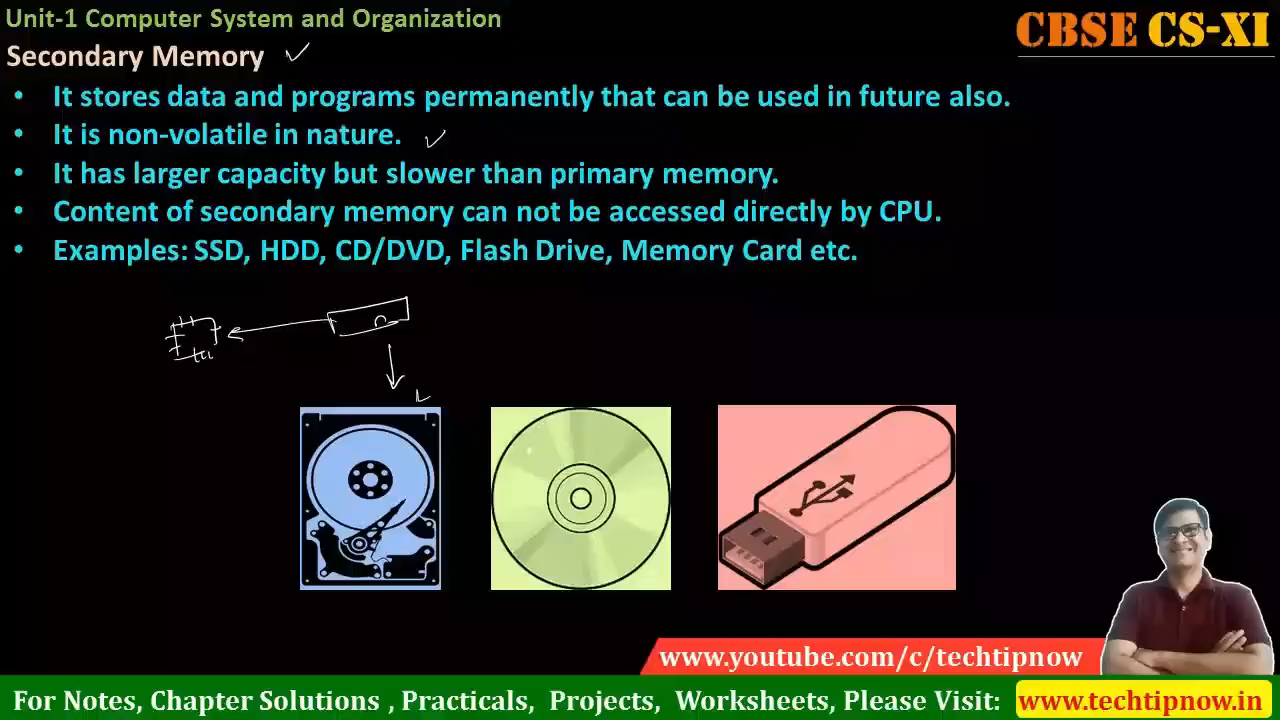 Unit-1 Computer System and Organization
CBSE CS-XI
Secondary Memory
• It stores data and programs permanently that can be used in future also.
• It is non-volatile in nature.
• It has larger capacity but slower than primary memory.
• Content of secondary memory can not be accessed directly by CPU.
• Examples: SSD, HDD, CD/DVD, Flash Drive, Memory Card etc.
www.youtube.com/c/techtipnow
For Notes, Chapter Solutions , Practicals, Projects, Worksheets, Please Visit: www.techtipnow.in